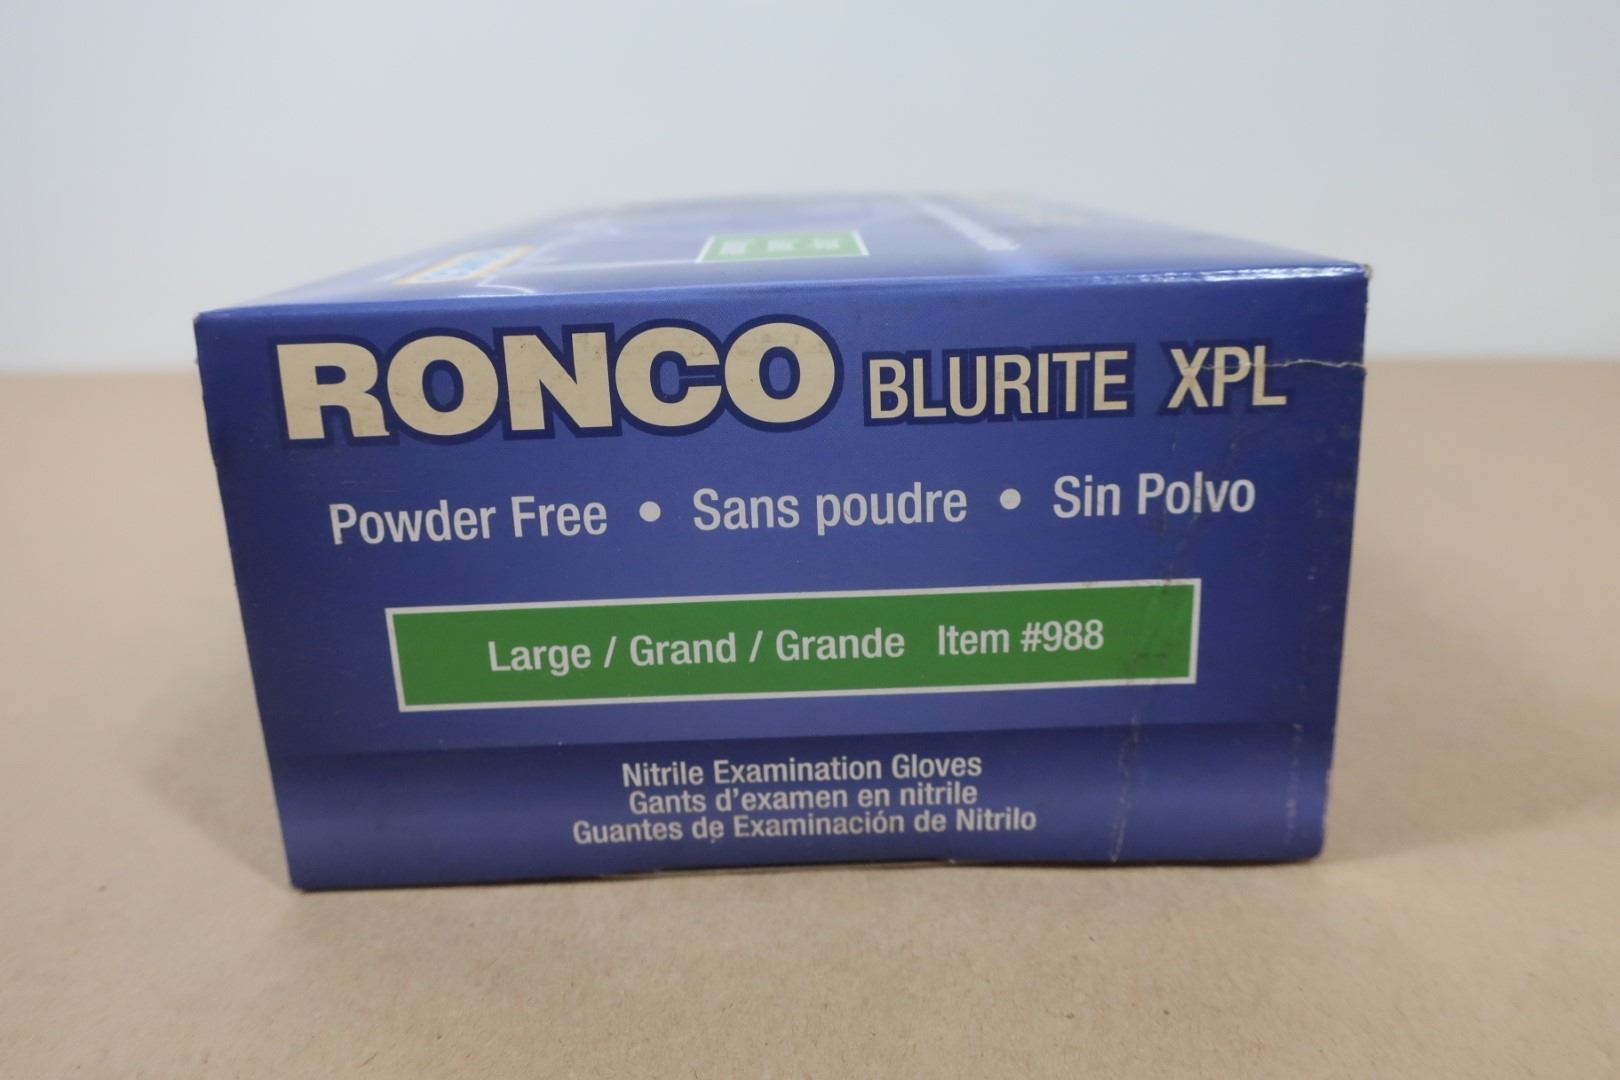 RONCO BLURITE XPL
Powder Free • Sans poudre • Sin Polvo
Large / Grand / Grande Item #988
Nitrile Examination Gloves
Gants d'examen en nitrile
Guantes de Examinación de Nitrilo